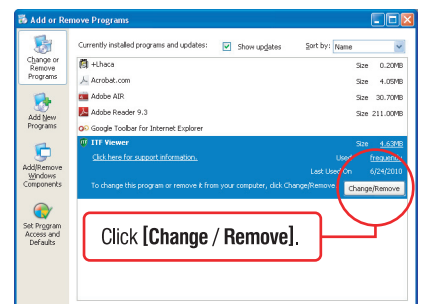 Add or Remove Programs
Change or
Remove
Programs
Add New
Programs
Add/Remove
Windows
Components
Set Program
Access and
Defaults
Currently installed programs and updates:
Show updates
Sort by: Name
+Lhaca Size 0.20MB
Acrobat.com Size 4.05MB
Adobe AIR Size 30.70MB
Adobe Reader 9.3 Size 211.00MB
Google Toolbar for Internet Explorer
ITF Viewer Size 4.63MB
Click here for support information. Used frequently
Last Used On 6/24/2010
To change this program or remove it from your computer, click Change/Remove Change/Remove
Click [Change / Remove].